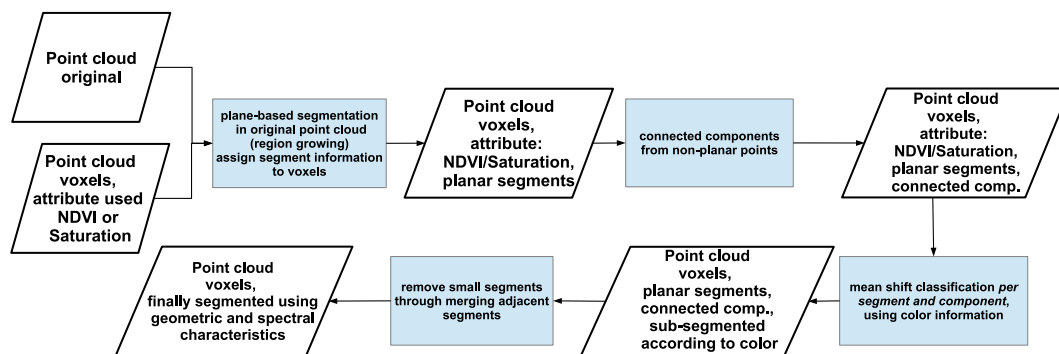 Point cloud
original
Point cloud
voxels,
attribute used
NDVI or
Saturation
plane-based segmentation
in original point cloud
(region growing)
assign segment information
to voxels
Point cloud
voxels,
attribute:
NDVI/Saturation,
planar segments
connected components
from non-planar points
Point cloud
voxels,
attribute:
NDVI/Saturation,
planar segments,
connected comp.
mean shift classification per
segment and component,
using color information
Point cloud
voxels,
planar segments,
connected comp.,
sub-segmented
according to color
remove small segments
through merging adjacent
segments
Point cloud
voxels,
finally segmented using
geometric and spectral
characteristics